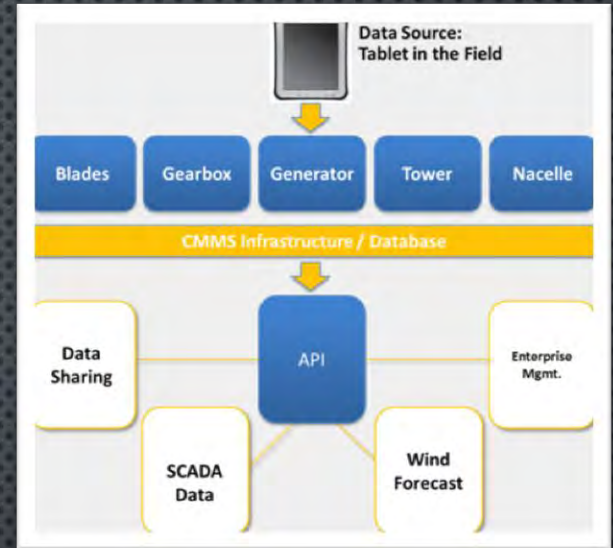 Data Source:
Tablet in the Field
Blades
Gearbox
Generator
Tower
Nacelle
CMMS Infrastructure / Database
Data
Sharing
API
Enterprise
Mgmt.
SCADA
Data
Wind
Forecast